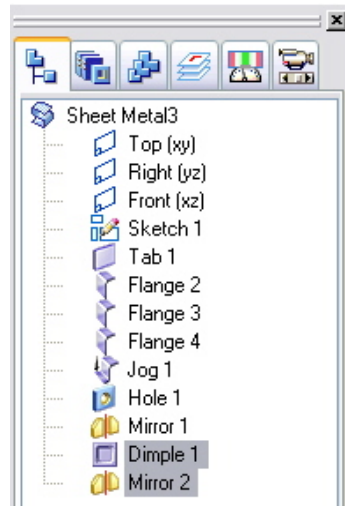 Sheet Metal3
Top (xy)
Right (yz)
Front (xz)
Sketch 1
Tab 1
Flange 2
Flange 3
Flange 4
Jog 1
Hole 1
Mirror 1
Dimple 1
Mirror 2